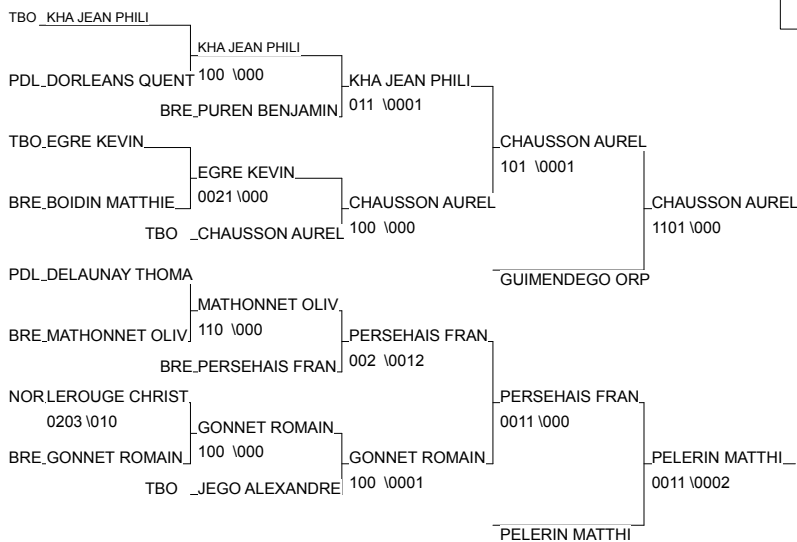 TBO KHA JEAN PHILI
KHA JEAN PHILI
PDL DORLEANS QUENT 100 \000
KHA JEAN PHILI
BRE PUREN BENJAMIN 011 \0001
TBO EGRE KEVIN
CHAUSSON AUREL
101 \0001
EGRE KEVIN
BRE BOIDIN MATTHIE 0021 \000
CHAUSSON AUREL
CHAUSSON AUREL
TBO CHAUSSON AUREL 100 \000
1101 \000
PDL DELAUNAY THOMA
GUIMENDEGO ORP
MATHONNET OLIV
BRE MATHONNET OLIV 110 \000
PERSEHAIS FRAN
BRE PERSEHAIS FRAN 002 \0012
NOR LEROUGE CHRIST
PERSEHAIS FRAN
0203 \010
0011 \000
GONNET ROMAIN
BRE GONNET ROMAIN 100 \000
GONNET ROMAIN
PELERIN MATTHI
TBO JEGO ALEXANDRE 100 \0001
0011 \0002
PELERIN MATTHI